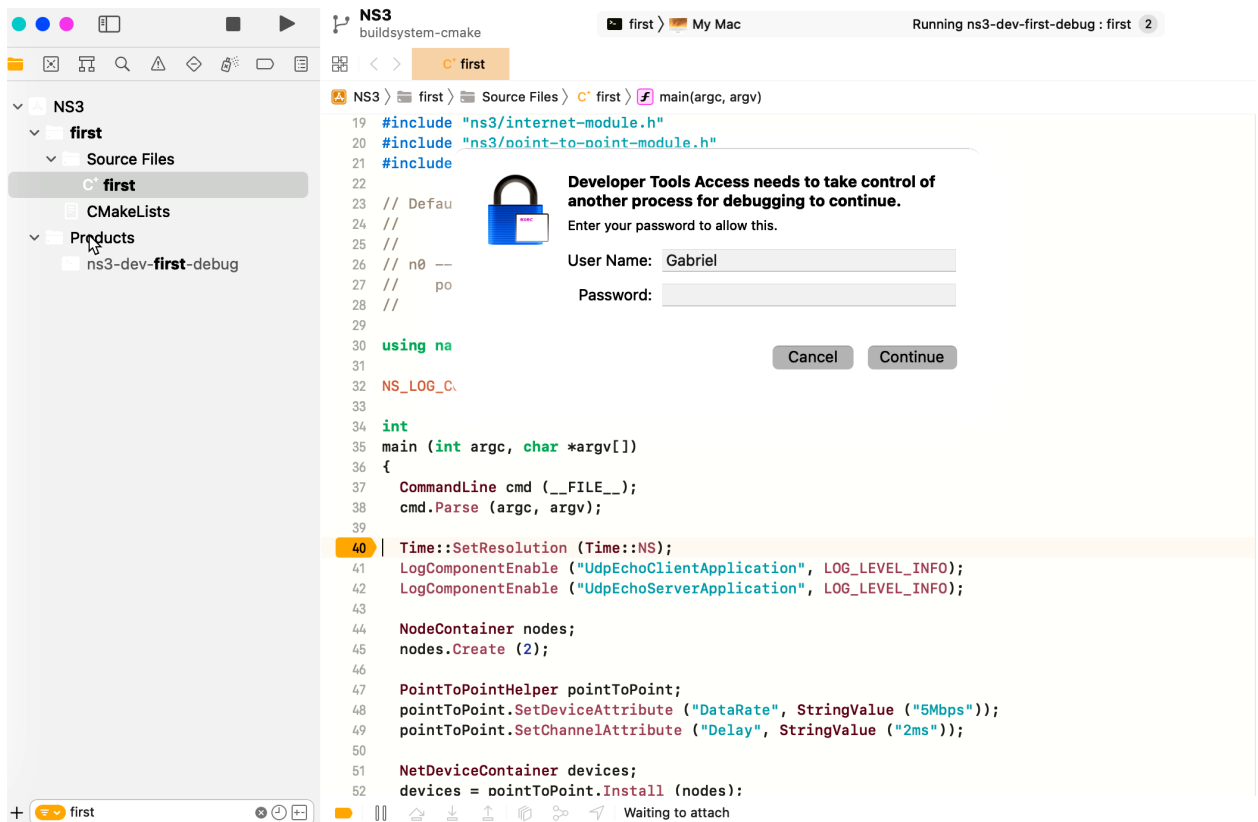 NS3
buildsystem-cmake
first
My Mac
Running ns3-dev-first-debug : first
2
first
NS3
first
Source Files
first
CMakeLists
Products
ns3-dev-first-debug
first
NS3
first
Source Files
first
main(argc, argv)
19 #include "ns3/internet-module.h"
20 #include "ns3/point-to-point-module.h"
21 #include
22
23 // Defau
24 //
25 //
26 // n0 --
27 // po
28 //
29
30 using na
31
32 NS_LOG_C
33
34 int
35 main (int argc, char *argv[])
36 {
37 CommandLine cmd (__FILE__);
38 cmd.Parse (argc, argv);
39
40 Time::SetResolution (Time::NS);
41 LogComponentEnable ("UdpEchoClientApplication", LOG_LEVEL_INFO);
42 LogComponentEnable ("UdpEchoServerApplication", LOG_LEVEL_INFO);
43
44 NodeContainer nodes;
45 nodes.Create (2);
46
47 PointToPointHelper pointToPoint;
48 pointToPoint.SetDeviceAttribute ("DataRate", StringValue ("5Mbps"));
49 pointToPoint.SetChannelAttribute ("Delay", StringValue ("2ms"));
50
51 NetDeviceContainer devices;
52 devices = pointToPoint.Install (nodes);
Developer Tools Access needs to take control of
another process for debugging to continue.
Enter your password to allow this.
User Name: Gabriel
Password:
Cancel
Continue
Waiting to attach